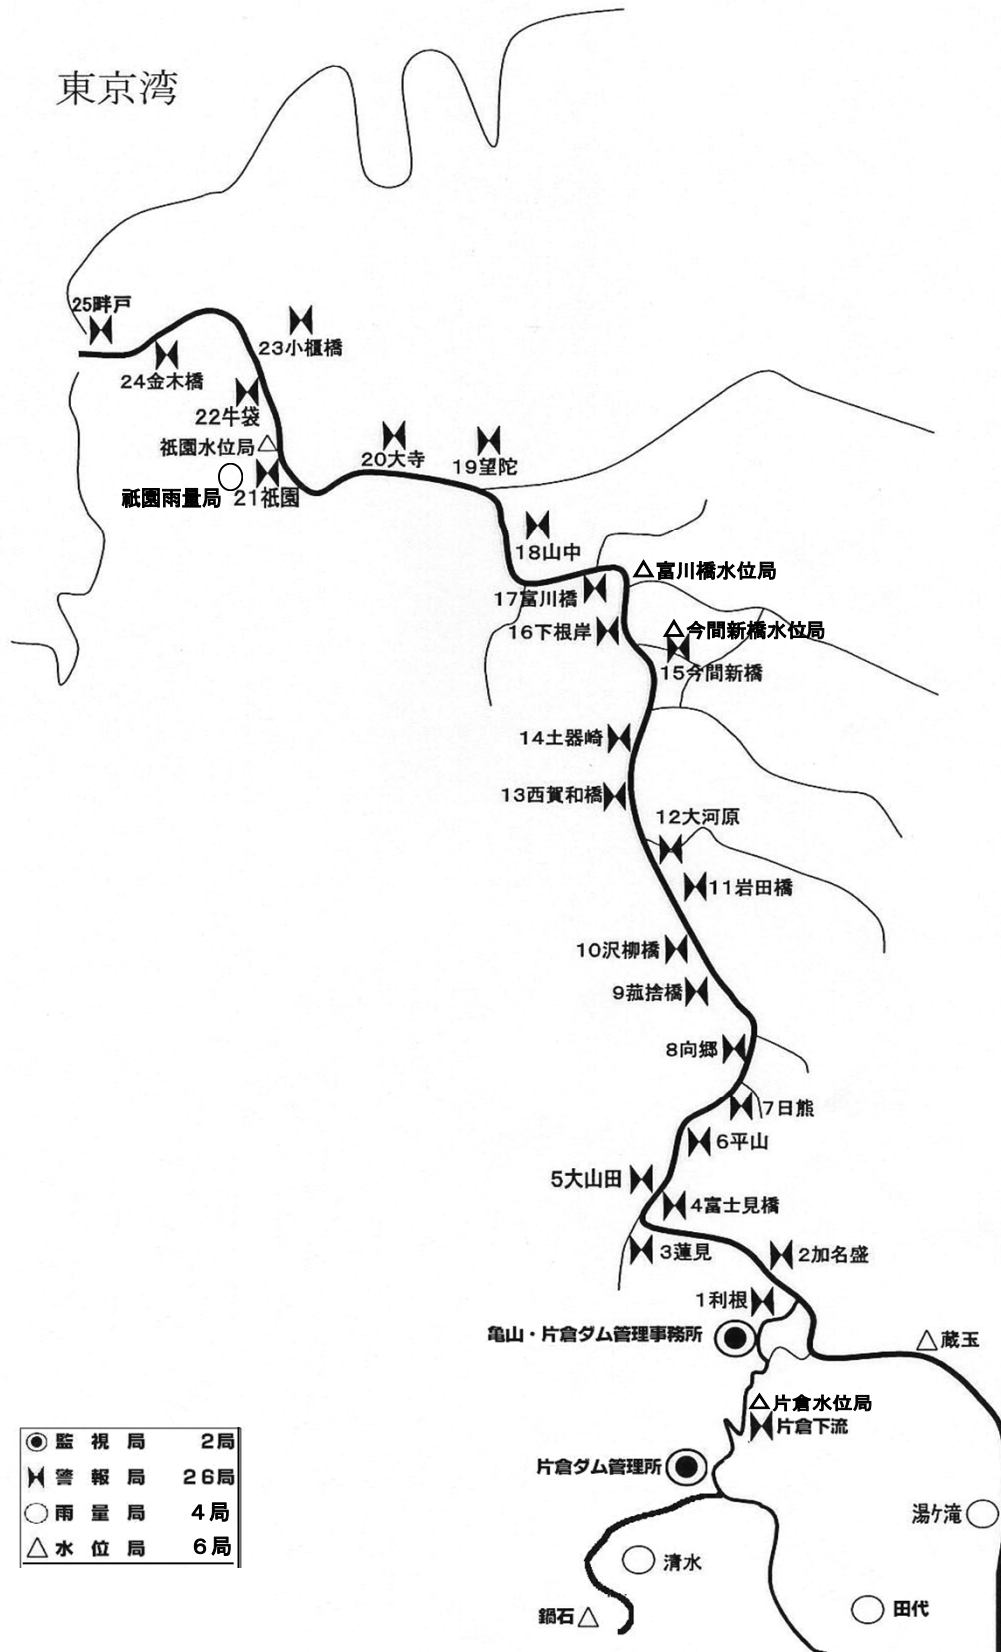 東京湾
25畔戸
23小櫃橋
24金木橋
22牛袋
祗園水位局
20大寺
19望陀
祇園雨量局
21祇園
18山中
富川橋水位局
17富川橋
16下根岸
今間新橋水位局
15今間新橋
14土器崎
13西賀和橋
12大河原
11岩田橋
10沢柳橋
9菰捨橋
8向郷
7日熊
6平山
5大山田
4富士見橋
3蓮見
2加名盛
1利根
亀山・片倉ダム管理事務所
蔵玉
片倉水位局
片倉下流
片倉ダム管理所
湯ケ滝
清水
田代
鍋石
監視局 2局
警報局 26局
雨量局 4局
水位局 6局